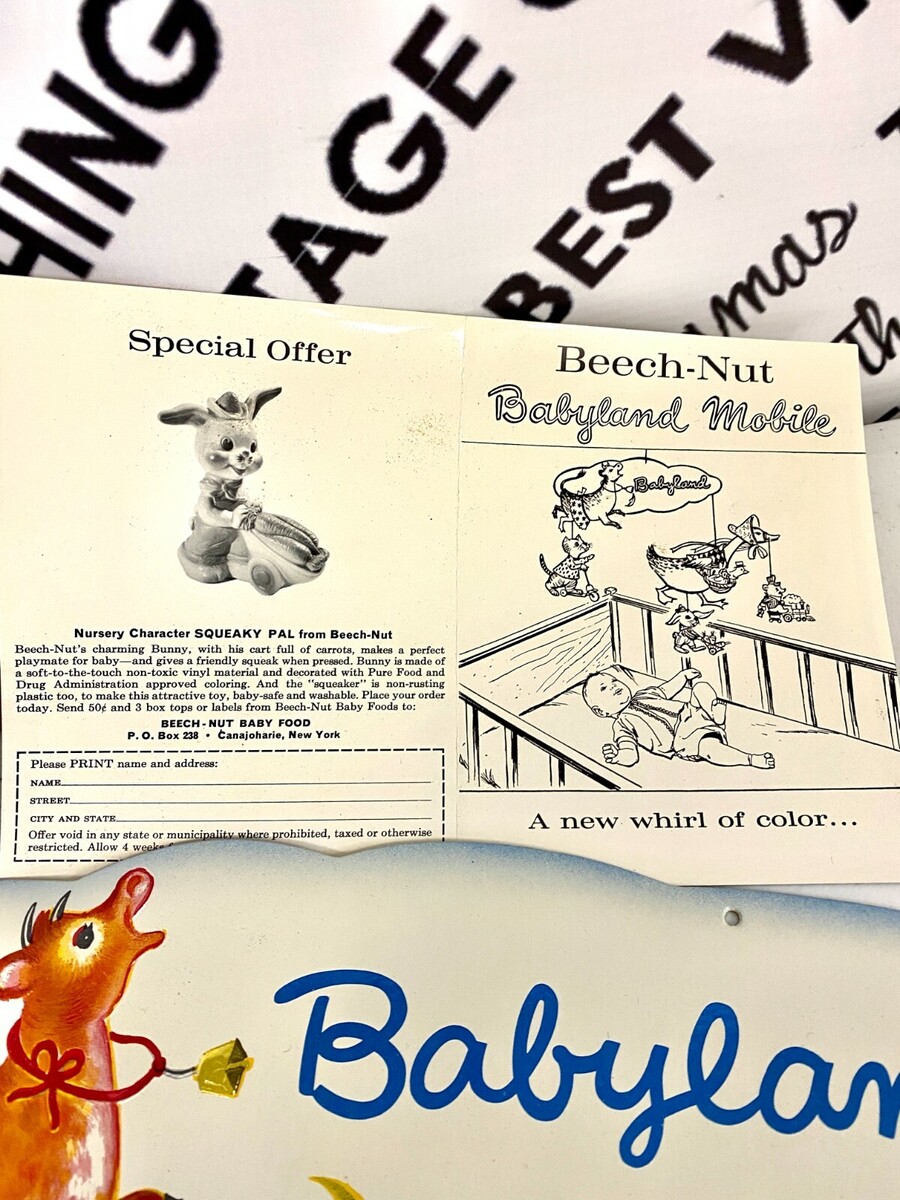 HING
TAGE
BEST
Special Offer
Nursery Character SQUEAKY PAL from Beech-Nut
Beech-Nut's charming Bunny, with his cart full of carrots, makes a perfect
playmate for baby—and gives a friendly squeak when pressed. Bunny is made of
a soft-to-the-touch non-toxic vinyl material and decorated with Pure Food and
Drug Administration approved coloring. And the "squeaker" is non-rusting
plastic too, to make this attractive toy, baby-safe and washable. Place your order
today. Send 50¢ and 3 box tops or labels from Beech-Nut Baby Foods to:
BEECH-NUT BABY FOOD
P. O. Box 238 • Canajoharie, New York
Please PRINT name and address:
NAME
STREET
CITY AND STATE
Offer void in any state or municipality where prohibited, taxed or otherwise
restricted. Allow 4 weeks
Beech-Nut
Babyland Mobile
Babyland
A new whirl of color...
Babylan